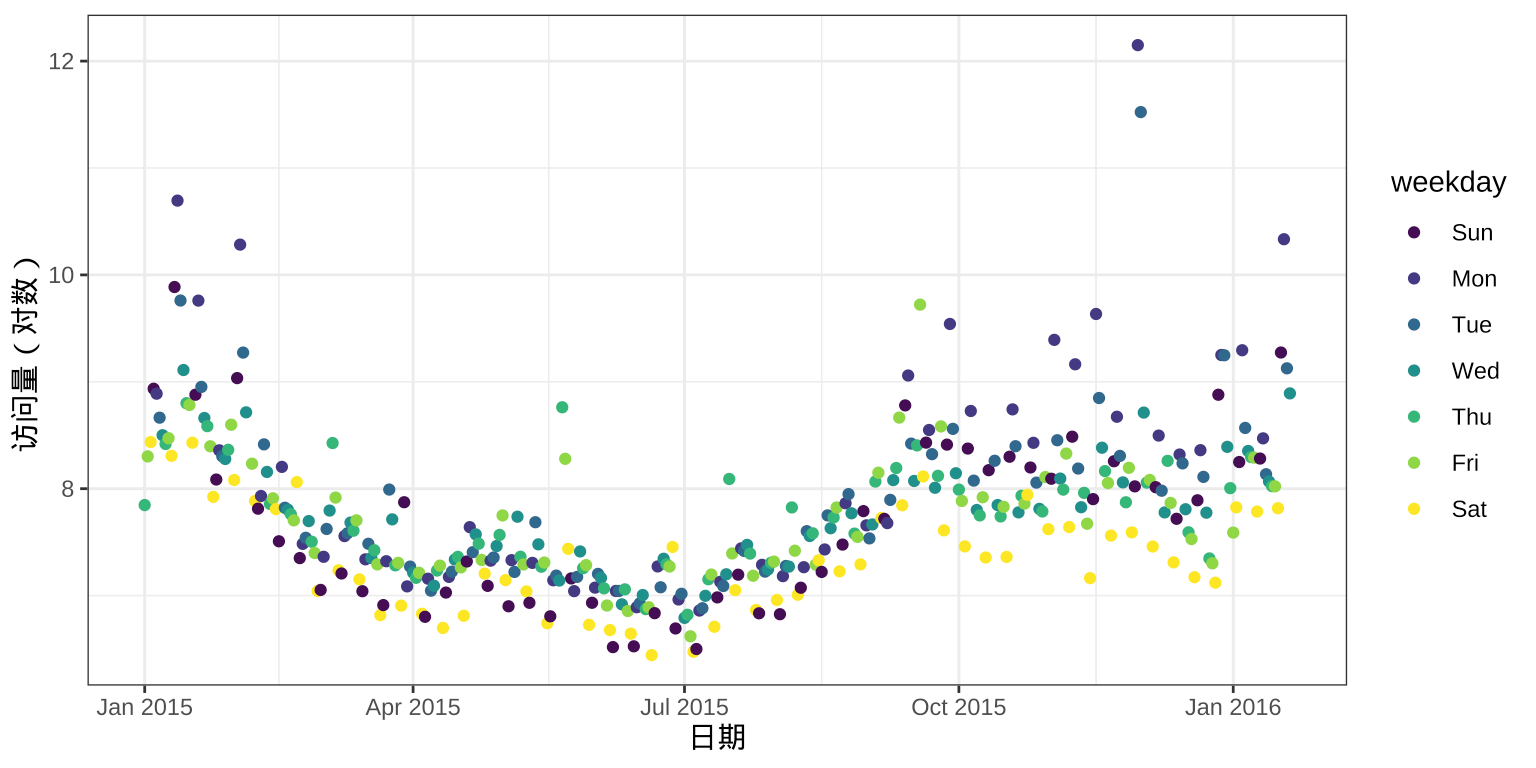 12
10
8
访问量（对数）
Jan 2015
Apr 2015
Jul 2015
Oct 2015
Jan 2016
日期
weekday
Sun
Mon
Tue
Wed
Thu
Fri
Sat